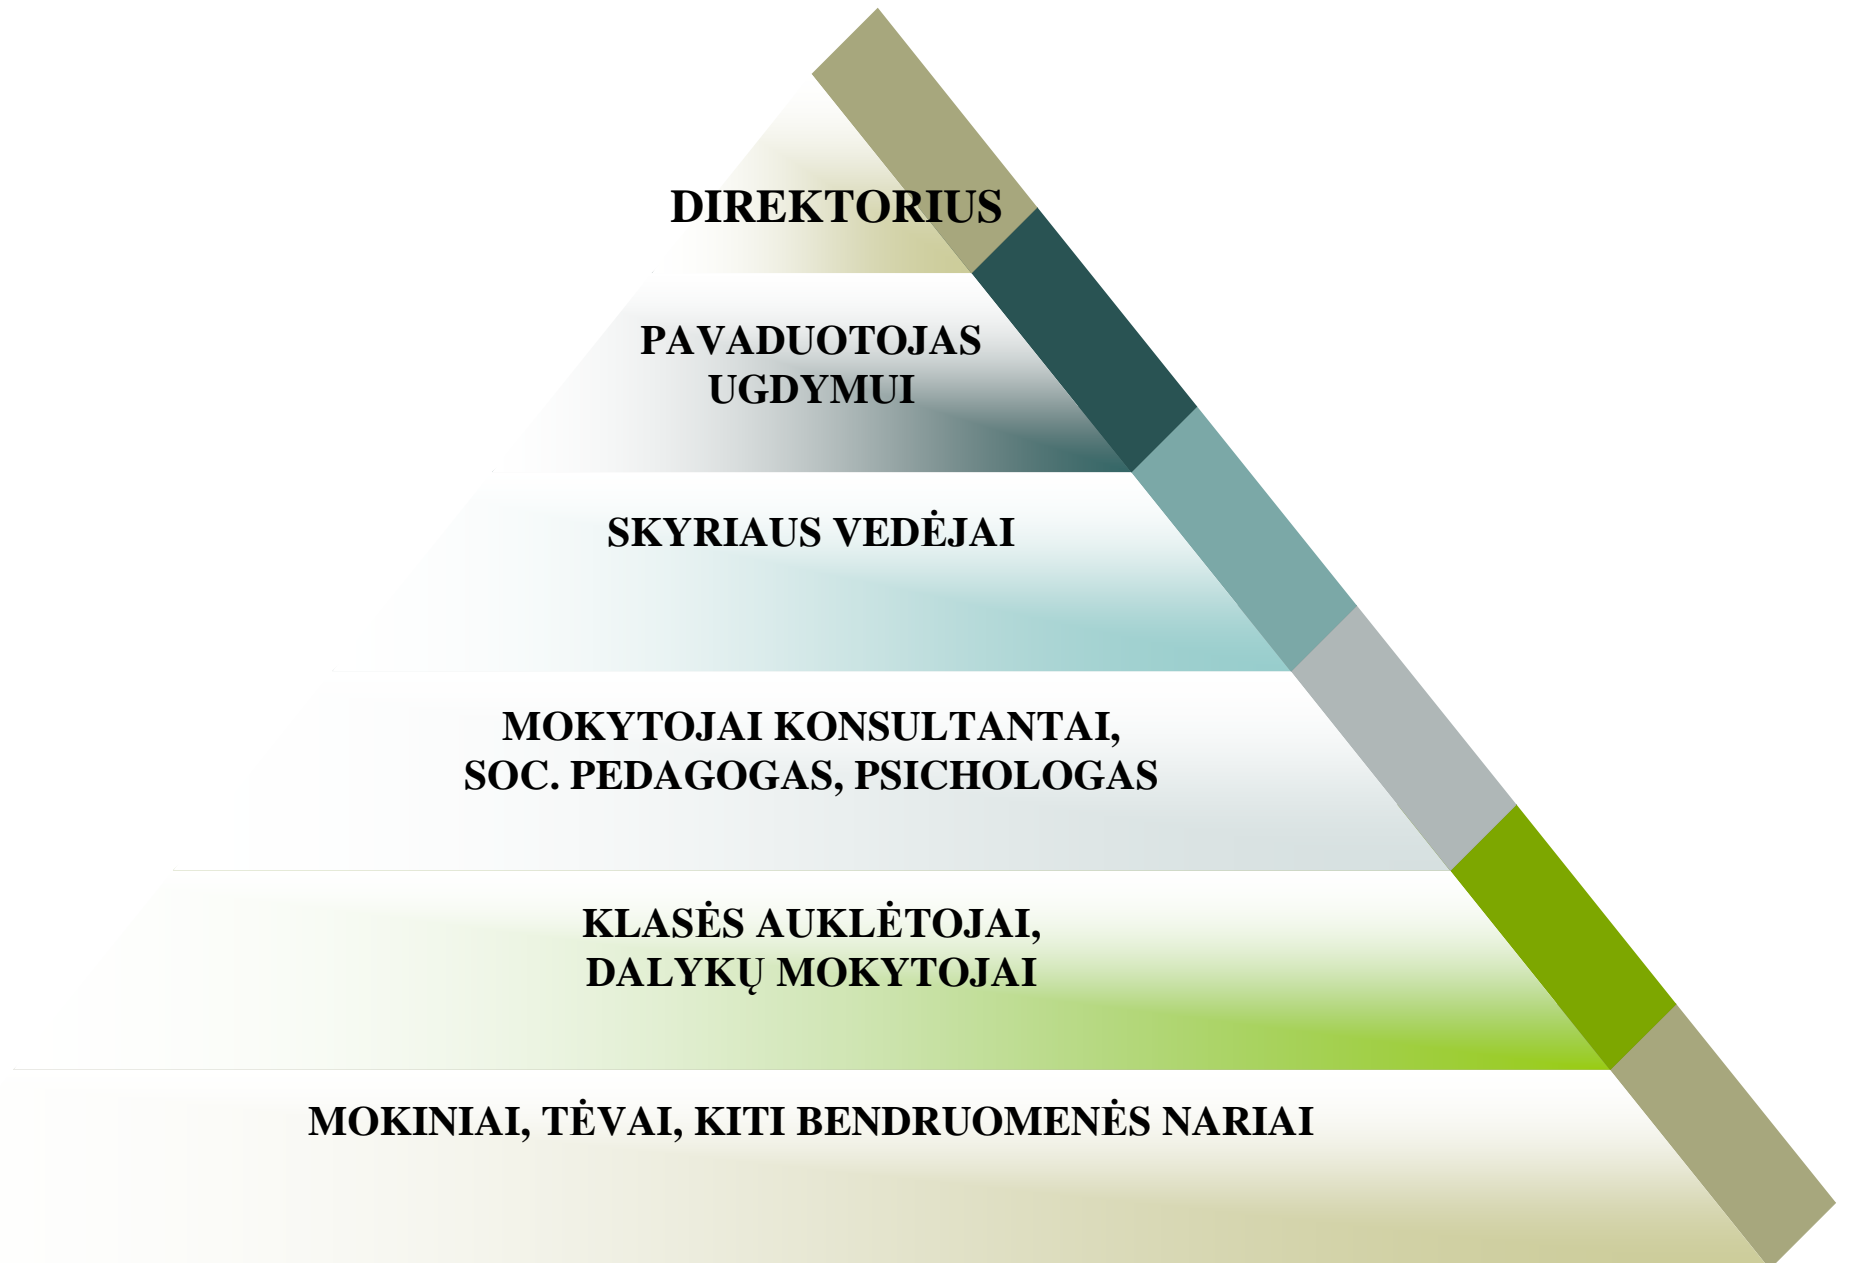 DIREKTORIUS
PAVADUOTOJAS
UGDYMUI
SKYRIAUS VEDĖJAI
MOKYTOJAI KONSULTANTAI,
SOC. PEDAGOGAS, PSICHOLOGAS
KLASĖS AUKLĖTOJAI,
DALYKŲ MOKYTOJAI
MOKINIAI, TĖVAI, KITI BENDRUOMENĖS NARIAI